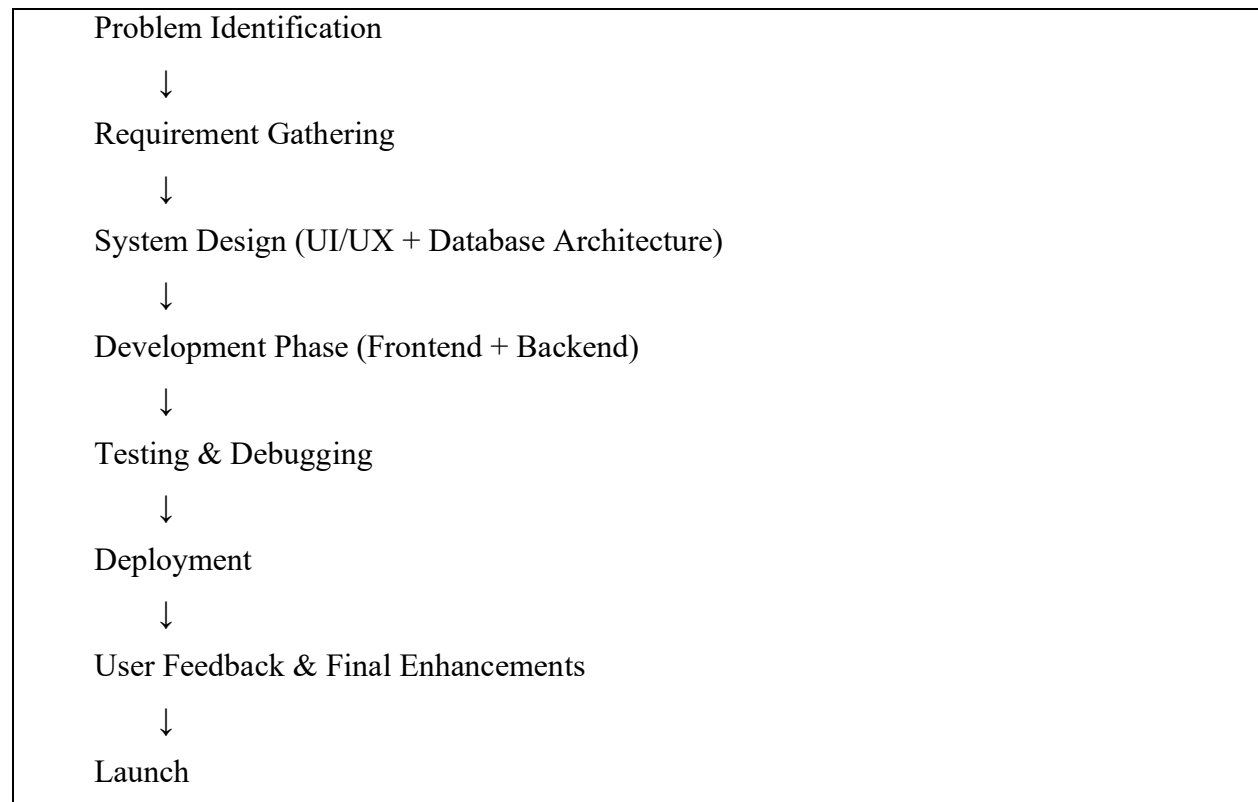 Problem Identification
↓
Requirement Gathering
↓
System Design (UI/UX + Database Architecture)
↓
Development Phase (Frontend + Backend)
↓
Testing & Debugging
↓
Deployment
↓
User Feedback & Final Enhancements
↓
Launch